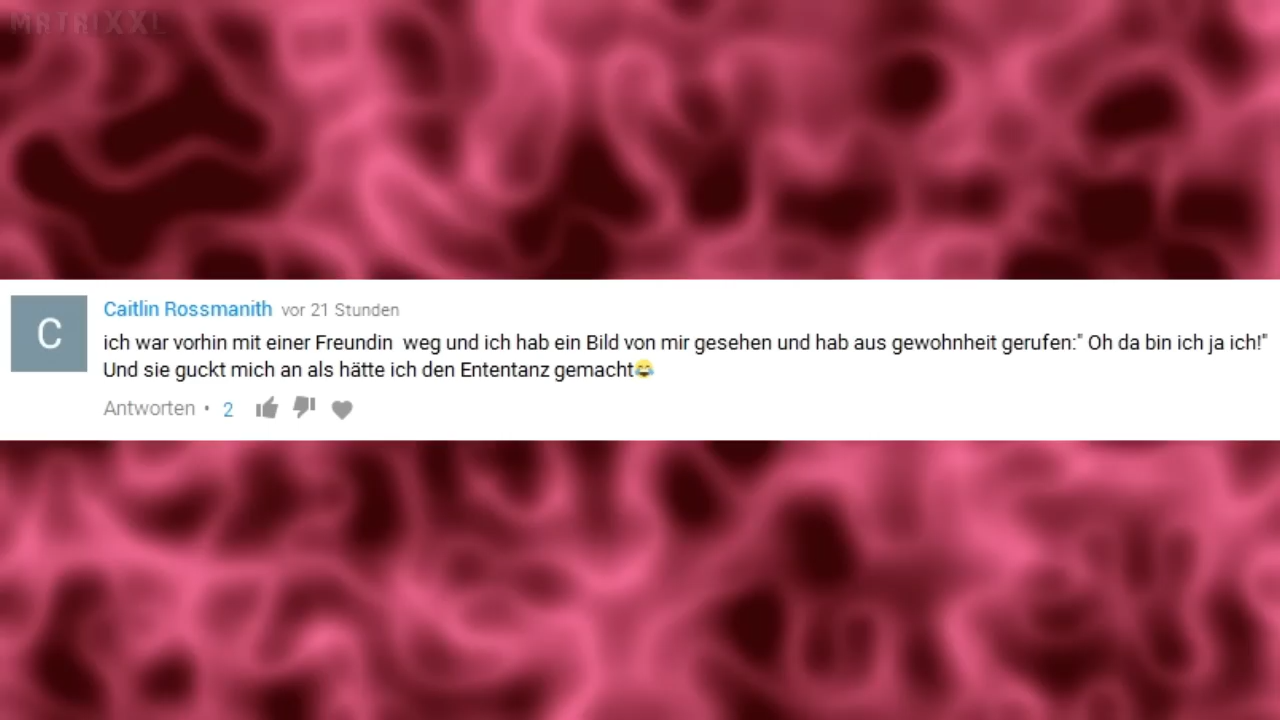 MATRIXXL
C
Caitlin Rossmanith vor 21 Stunden
ich war vorhin mit einer Freundin  weg und ich hab ein Bild von mir gesehen und hab aus gewohnheit gerufen:" Oh da bin ich ja ich!"
Und sie guckt mich an als hätte ich den Ententanz gemacht😂
Antworten • 2